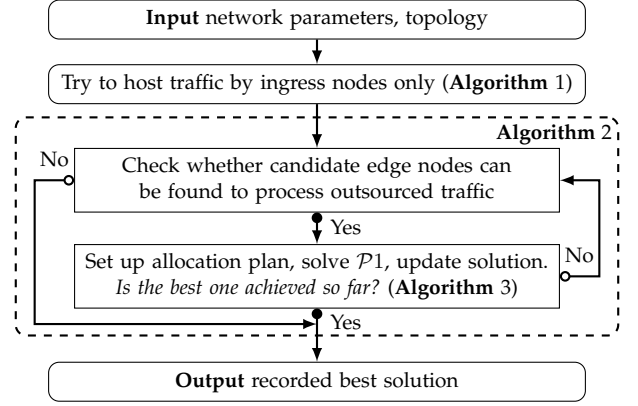 Input network parameters, topology
Try to host traffic by ingress nodes only (Algorithm 1)
Algorithm 2
No
Check whether candidate edge nodes can
be found to process outsourced traffic
Yes
Set up allocation plan, solve 𝒫1, update solution.
Is the best one achieved so far? (Algorithm 3)
No
Yes
Output recorded best solution